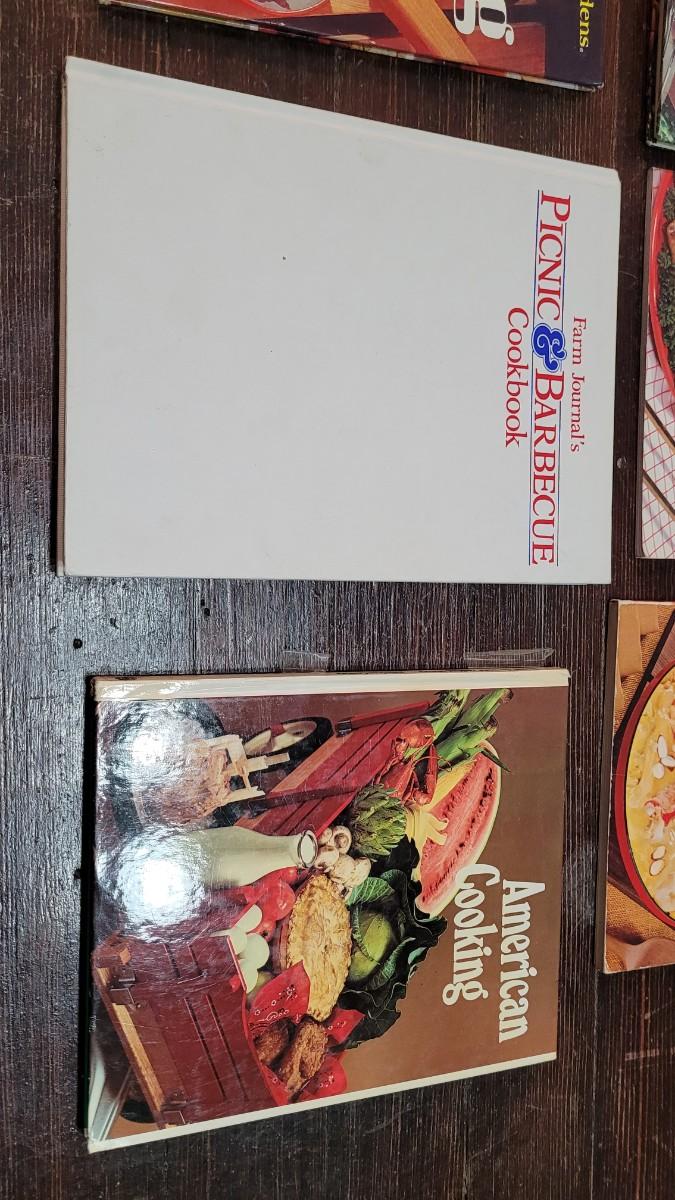 dens.
g
Farm Journal's
PICNIC & BARBECUE
Cookbook
American
Cooking